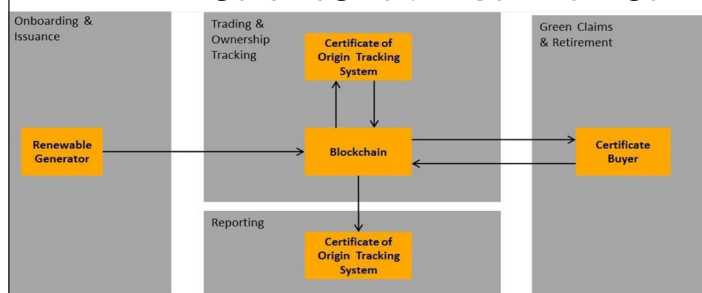 Onboarding &
Issuance
Trading &
Ownership
Tracking
Certificate of
Origin Tracking
System
Green Claims
& Retirement
Renewable
Generator
Blockchain
Certificate
Buyer
Reporting
Certificate of
Origin Tracking
System